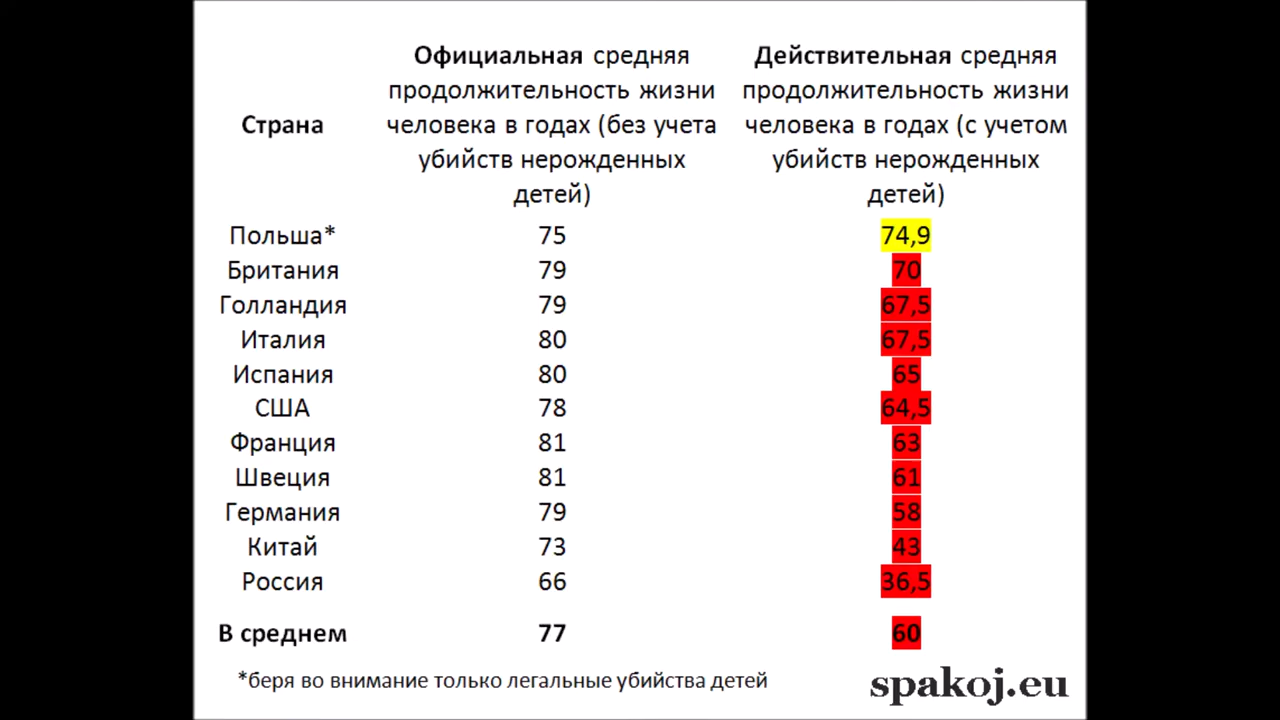 Страна
Официальная средняя
продолжительность жизни
человека в годах (без учета
убийств нерожденных
детей)
Действительная средняя
продолжительность жизни
человека в годах (с учетом
убийств нерожденных
детей)
Польша* 75 74,9
Британия 79 70
Голландия 79 67,5
Италия 80 67,5
Испания 80 65
США 78 64,5
Франция 81 63
Швеция 81 61
Германия 79 58
Китай 73 43
Россия 66 36,5
В среднем 77 60
*беря во внимание только легальные убийства детей
spakoj.eu